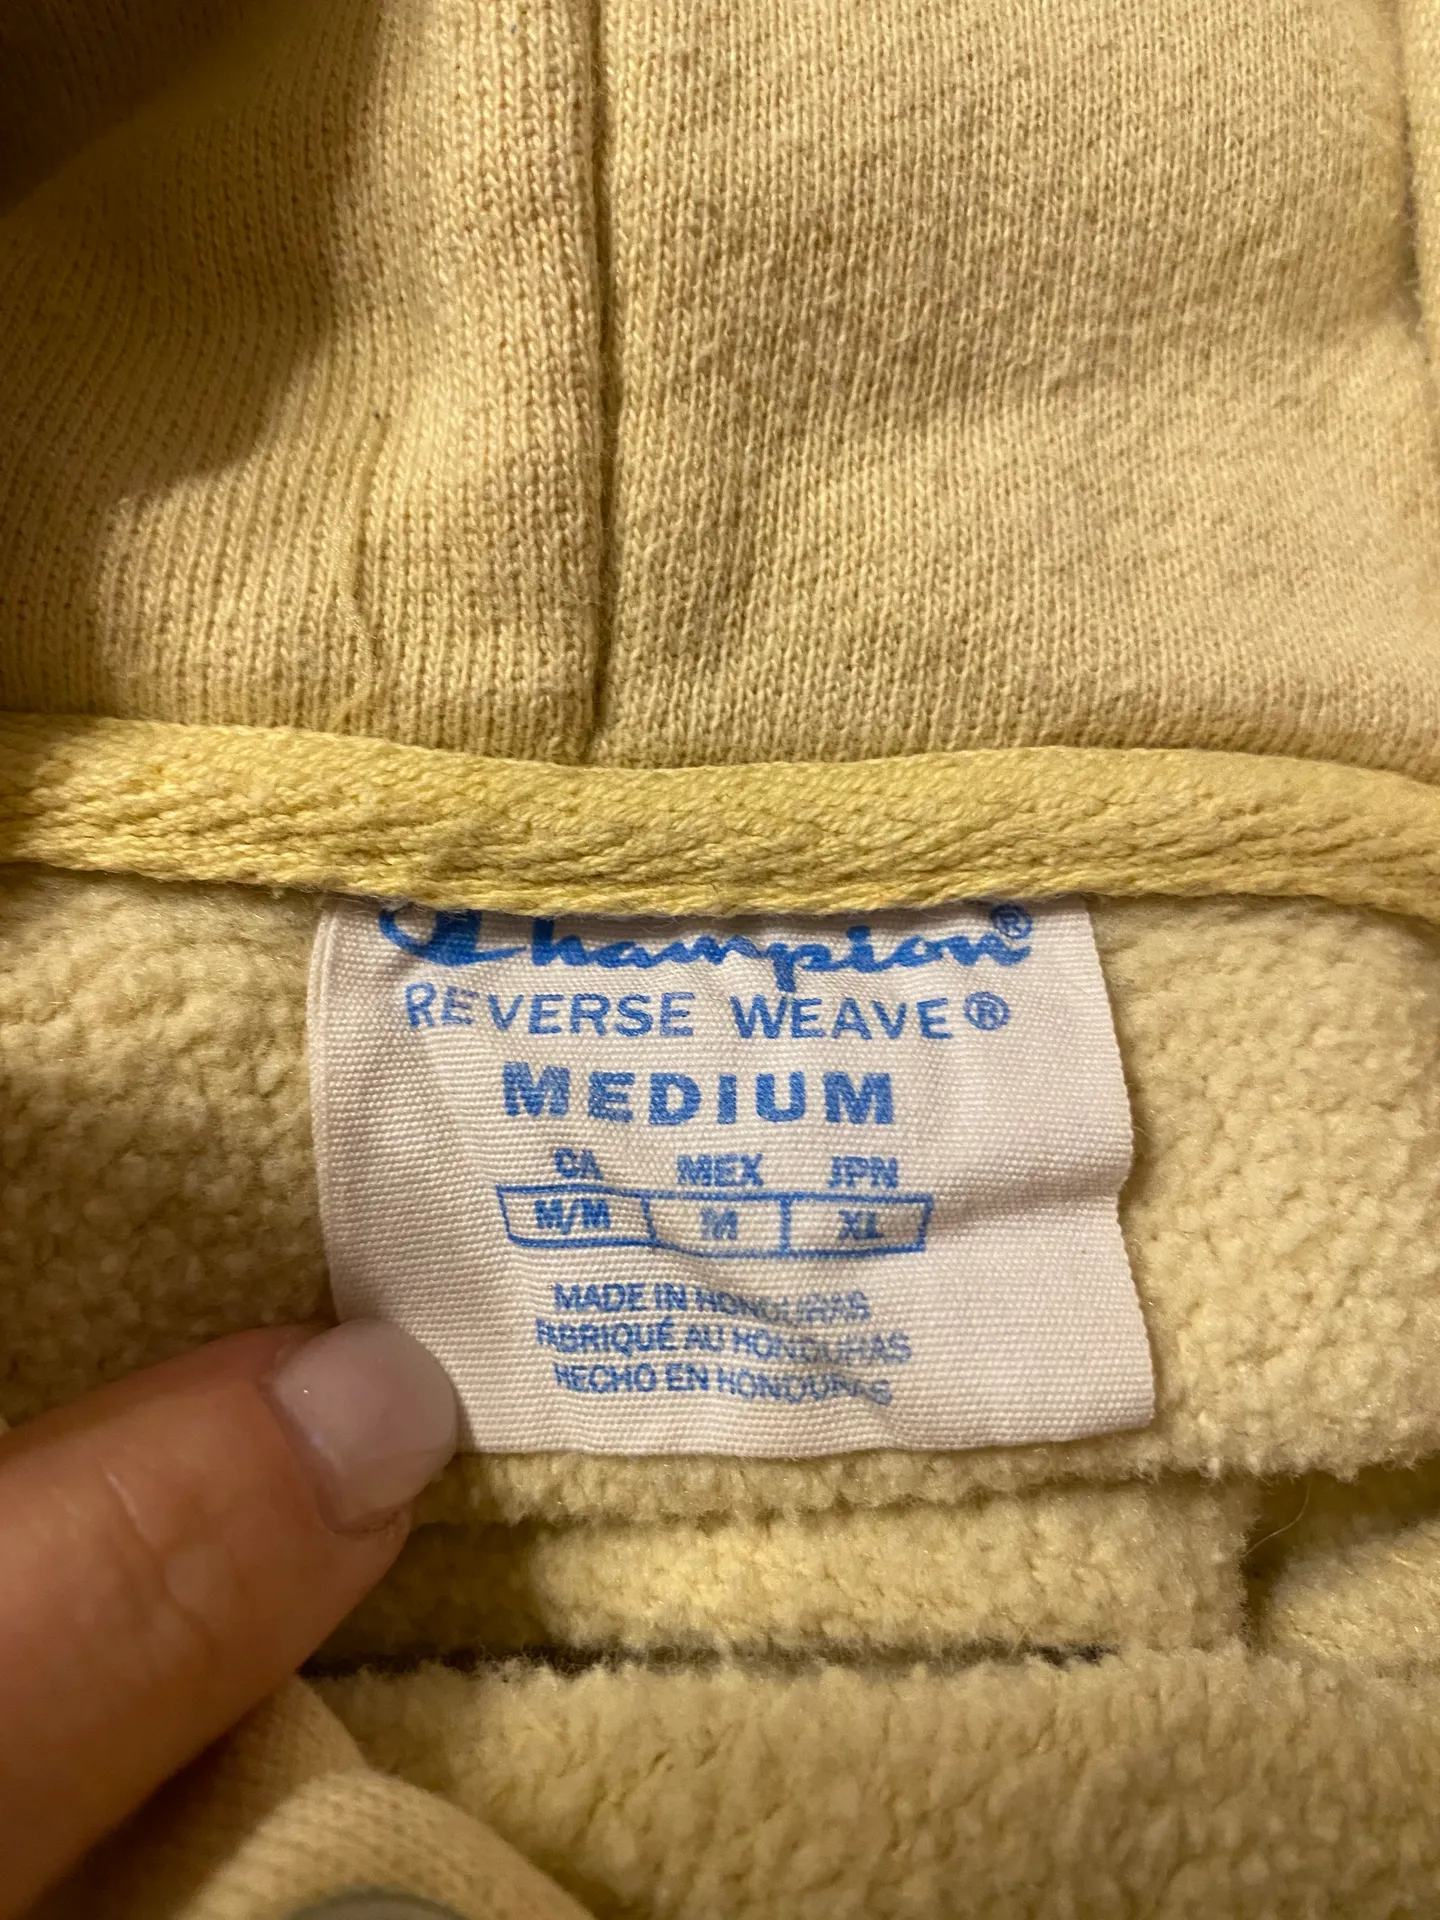 Champion®
REVERSE WEAVE®
MEDIUM
CA MEX JPN
M/M M XL
MADE IN HONDURAS
FABRIQUÉ AU HONDURAS
HECHO EN HONDURAS